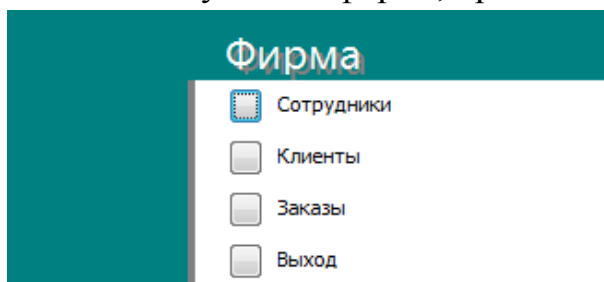 Фирма
Сотрудники
Клиенты
Заказы
Выход